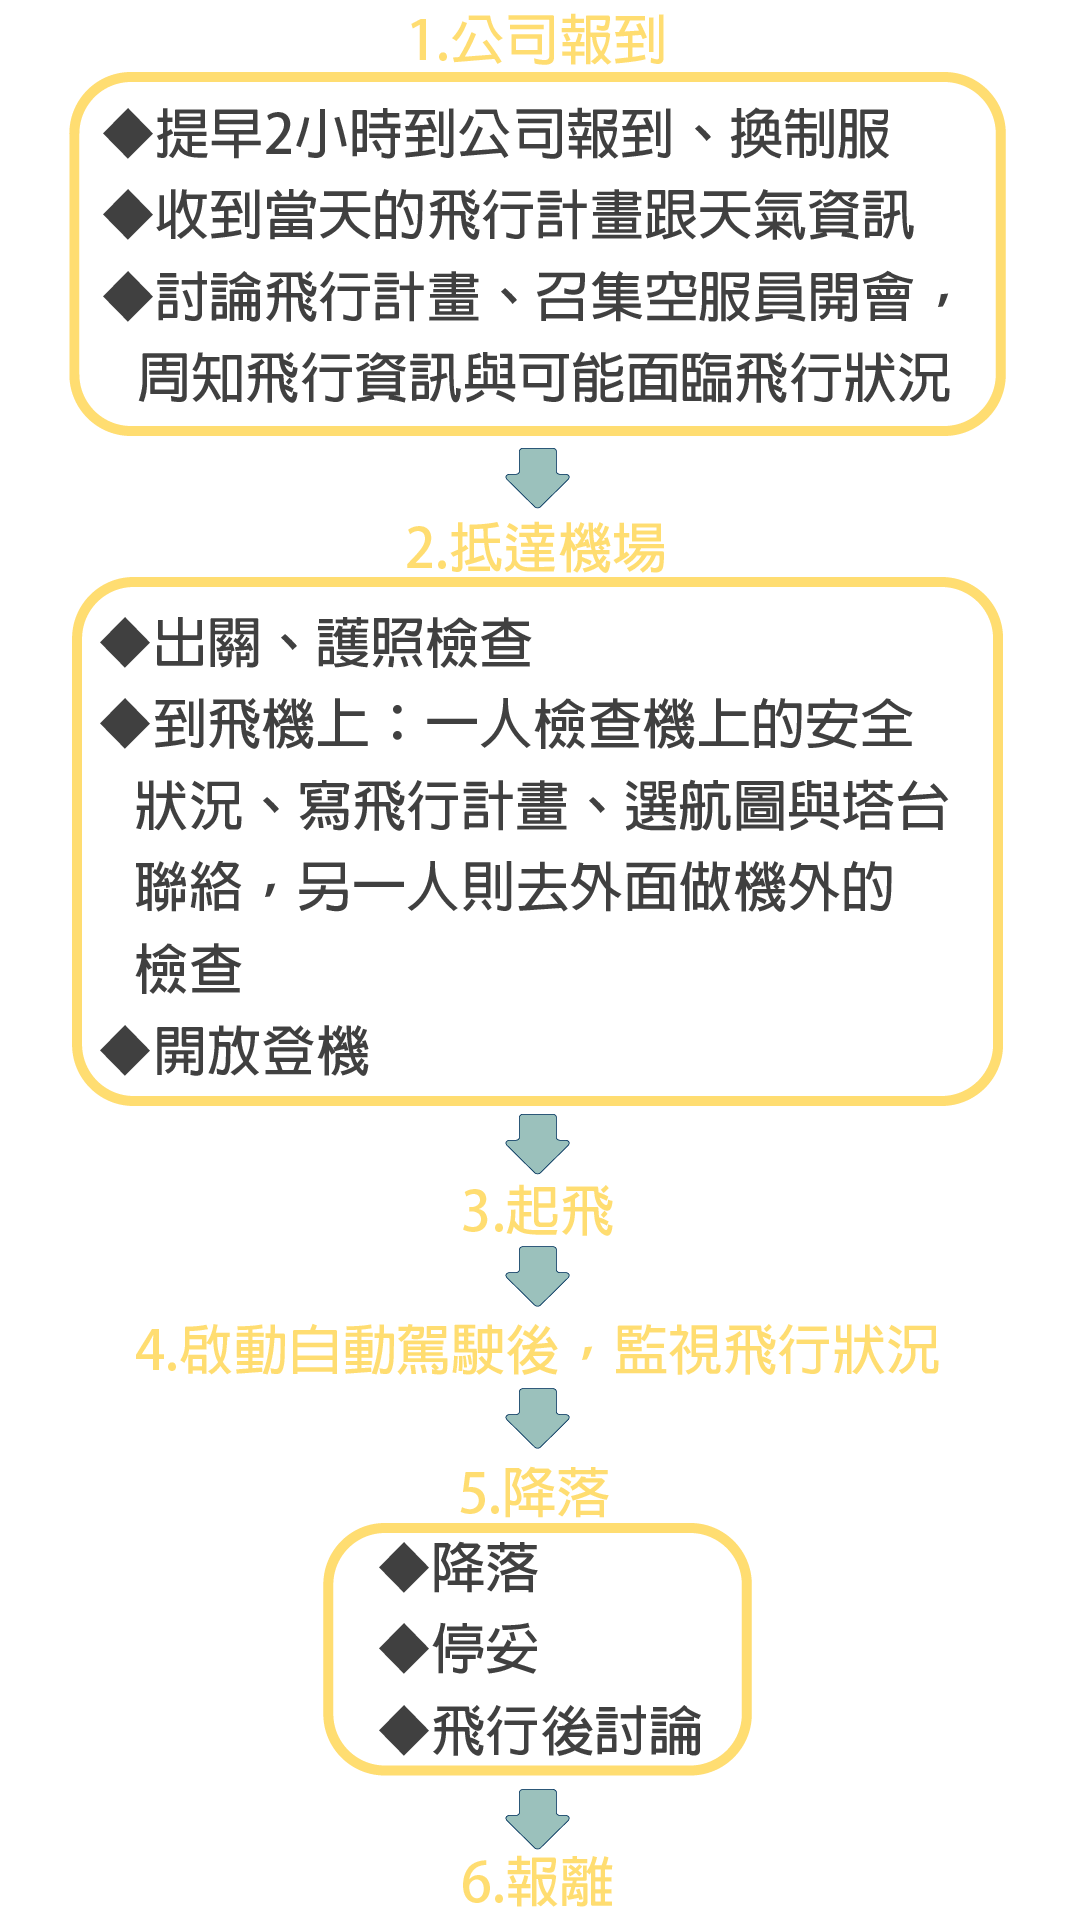 1.公司報到
◆提早2小時到公司報到、換制服
◆收到當天的飛行計畫跟天氣資訊
◆討論飛行計畫、召集空服員開會，
周知飛行資訊與可能面臨飛行狀況
2.抵達機場
◆出關、護照檢查
◆到飛機上：一人檢查機上的安全
狀況、寫飛行計畫、選航圖與塔台
聯絡，另一人則去外面做機外的
檢查
◆開放登機
3.起飛
4.啟動自動駕駛後，監視飛行狀況
5.降落
◆降落
◆停妥
◆飛行後討論
6.報離